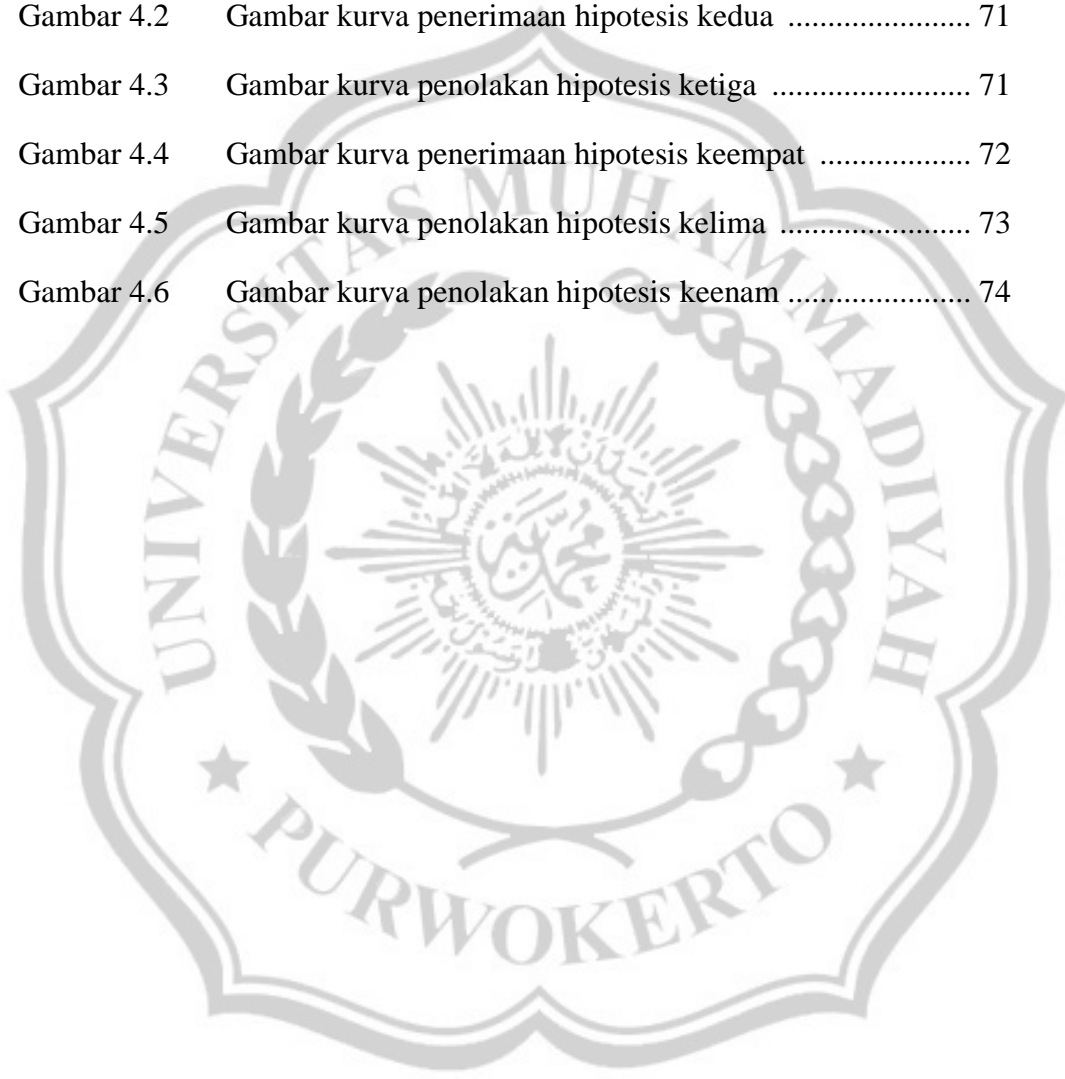 Gambar 4.2 Gambar kurva penerimaan hipotesis kedua ...................... 71
Gambar 4.3 Gambar kurva penolakan hipotesis ketiga ........................ 71
Gambar 4.4 Gambar kurva penerimaan hipotesis keempat .................. 72
Gambar 4.5 Gambar kurva penolakan hipotesis kelima ....................... 73
Gambar 4.6 Gambar kurva penolakan hipotesis keenam ...................... 74
UNIVERSITAS MUHAMMADIYAH
PURWOKERTO